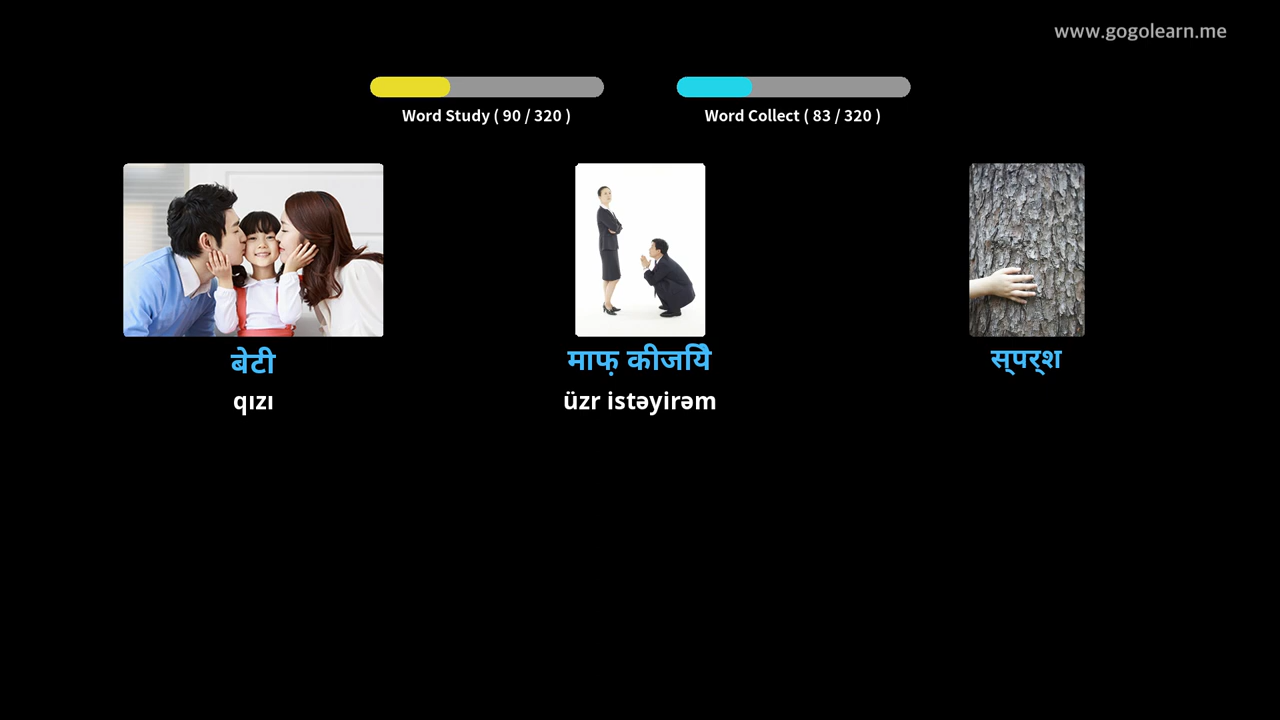 www.gogolearn.me
Word Study ( 90 / 320 )
Word Collect ( 83 / 320 )
बेटी
माफ़ कीजिये
स्पर्श
qızı
üzr istəyirəm